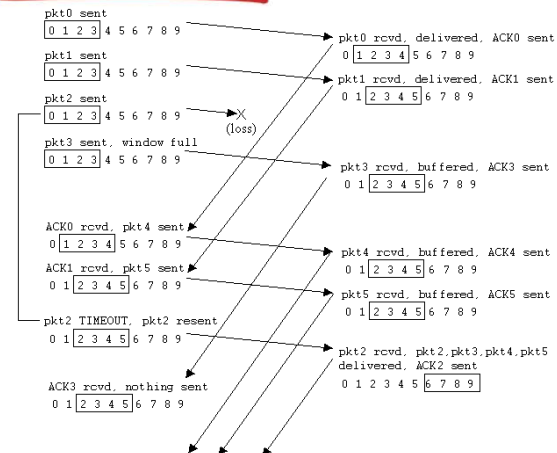 pkt0 sent
0 1 2 3 4 5 6 7 8 9
pkt1 sent
0 1 2 3 4 5 6 7 8 9
pkt2 sent
0 1 2 3 4 5 6 7 8 9
X
(loss)
pkt3 sent, window full
0 1 2 3 4 5 6 7 8 9
ACK0 rcvd, pkt4 sent
0 1 2 3 4 5 6 7 8 9
ACK1 rcvd, pkt5 sent
0 1 2 3 4 5 6 7 8 9
pkt2 TIMEOUT, pkt2 resent
0 1 2 3 4 5 6 7 8 9
ACK3 rcvd, nothing sent
0 1 2 3 4 5 6 7 8 9
pkt0 rcvd, delivered, ACK0 sent
0 1 2 3 4 5 6 7 8 9
pkt1 rcvd, delivered, ACK1 sent
0 1 2 3 4 5 6 7 8 9
pkt3 rcvd, buffered, ACK3 sent
0 1 2 3 4 5 6 7 8 9
pkt4 rcvd, buffered, ACK4 sent
0 1 2 3 4 5 6 7 8 9
pkt5 rcvd, buffered, ACK5 sent
0 1 2 3 4 5 6 7 8 9
pkt2 rcvd, pkt2,pkt3,pkt4,pkt5
delivered, ACK2 sent
0 1 2 3 4 5 6 7 8 9